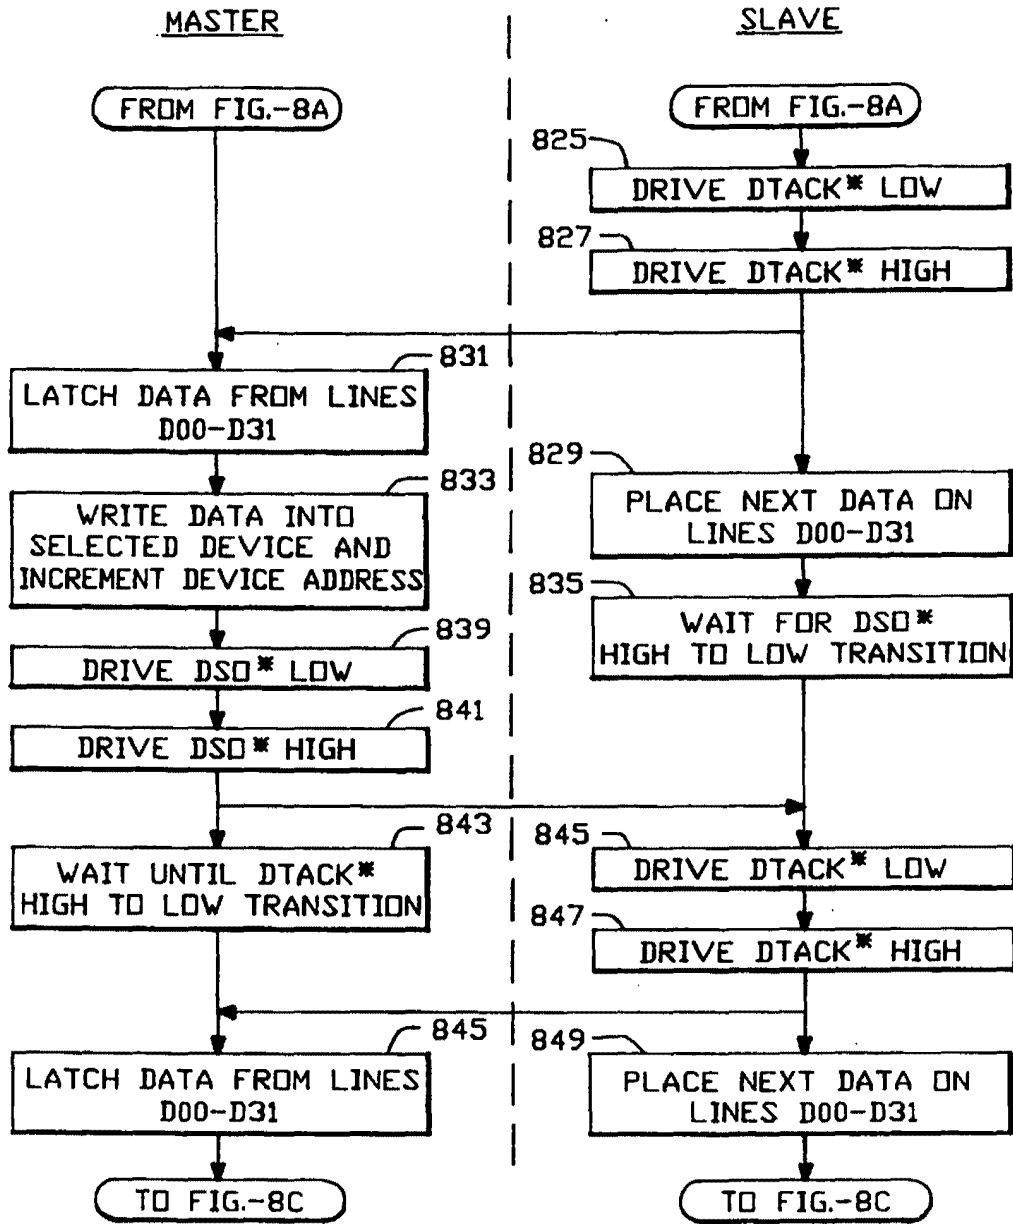 MASTER
SLAVE
FROM FIG.-8A
FROM FIG.-8A
825
DRIVE DTACK* LOW
827
DRIVE DTACK* HIGH
831
LATCH DATA FROM LINES
D00-D31
833
WRITE DATA INTO
SELECTED DEVICE AND
INCREMENT DEVICE ADDRESS
829
PLACE NEXT DATA ON
LINES D00-D31
835
WAIT FOR DSO*
HIGH TO LOW TRANSITION
839
DRIVE DSO* LOW
841
DRIVE DSO* HIGH
843
WAIT UNTIL DTACK*
HIGH TO LOW TRANSITION
845
DRIVE DTACK* LOW
847
DRIVE DTACK* HIGH
845
LATCH DATA FROM LINES
D00-D31
849
PLACE NEXT DATA ON
LINES D00-D31
TO FIG.-8C
TO FIG.-8C